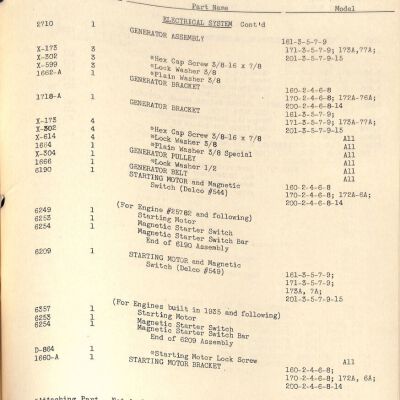 Part Name Model
ELECTRICAL SYSTEM Cont'd
2710 1 GENERATOR ASSEMBLY
161-3-5-7-9
171-3-5-7-9; 173A,77A;
201-3-5-7-9-15
X-173 3 *Hex Cap Screw 3/8-16 x 7/8
X-302 3 *Lock Washer 3/8
X-599 3 *Plain Washer 3/8
1662-A 1 GENERATOR BRACKET
160-2-4-6-8
170-2-4-6-8; 172A-76A;
200-2-4-6-8-14
1718-A 1 GENERATOR BRACKET
161-3-5-7-9;
171-3-5-7-9; 173A-77A;
201-3-5-7-9-15
X-173 4 *Hex Cap Screw 3/8-16 x 7/8 All
X-302 4 *Lock Washer 3/8 All
X-614 4 *Plain Washer 3/8 Special All
1664 1 GENERATOR PULLEY All
X-304 1 *Lock Washer 1/2 All
1666 1 GENERATOR BELT All
6190 1 STARTING MOTOR and Magnetic
Switch (Delco #544)
160-2-4-6-8
170-2-4-6-8; 172A-6A;
200-2-4-6-8-14
(For Engine #25782 and following)
6249 1 Starting Motor
6253 1 Magnetic Starter Switch
6254 1 Magnetic Starter Switch Bar
End of 6190 Assembly
6209 1 STARTING MOTOR and Magnetic
Switch (Delco #549)
161-3-5-7-9;
171-3-5-7-9;
173A, 7A;
201-3-5-7-9-15
(For Engines built in 1935 and following)
6357 1 Starting Motor
6253 1 Magnetic Starter Switch
6254 1 Magnetic Starter Switch Bar
End of 6209 Assembly
D-864 1 *Starting Motor Lock Screw All
1660-A 1 STARTING MOTOR BRACKET
160-2-4-6-8;
170-2-4-6-8; 172A, 6A;
200-2-4-6-8-14
*Attaching Part